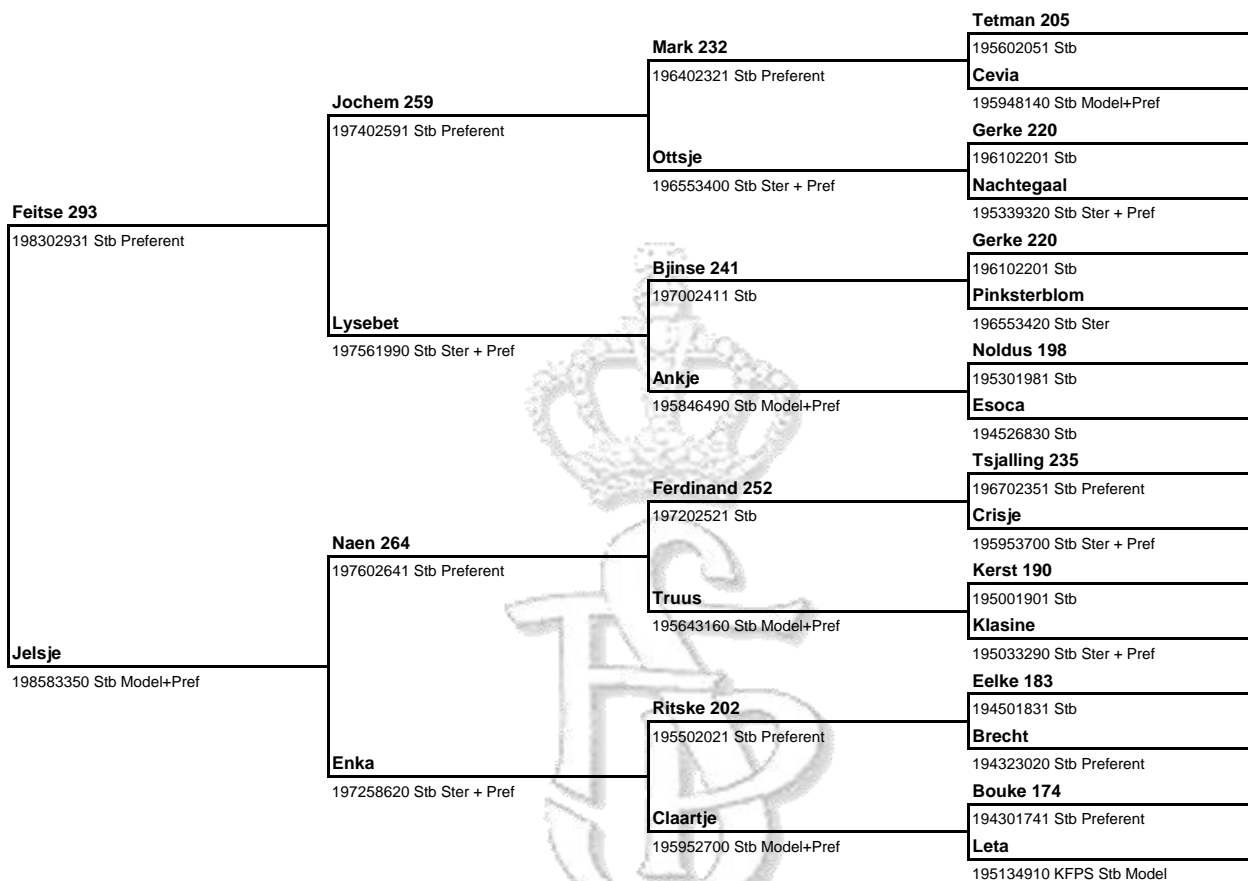 Feitse 293
198302931 Stb Preferent
Jelsje
198583350 Stb Model+Pref
Jochem 259
197402591 Stb Preferent
Lysebet
197561990 Stb Ster + Pref
Naen 264
197602641 Stb Preferent
Enka
197258620 Stb Ster + Pref
Mark 232
196402321 Stb Preferent
Ottsje
196553400 Stb Ster + Pref
Bjinse 241
197002411 Stb
Ankje
195846490 Stb Model+Pref
Ferdinand 252
197202521 Stb
Truus
195643160 Stb Model+Pref
Ritske 202
195502021 Stb Preferent
Claartje
195952700 Stb Model+Pref
Tetman 205
195602051 Stb
Cevia
195948140 Stb Model+Pref
Gerke 220
196102201 Stb
Nachtegaal
195339320 Stb Ster + Pref
Gerke 220
196102201 Stb
Pinksterblom
196553420 Stb Ster
Noldus 198
195301981 Stb
Esoca
194526830 Stb
Tsjalling 235
196702351 Stb Preferent
Crisje
195953700 Stb Ster + Pref
Kerst 190
195001901 Stb
Klasine
195033290 Stb Ster + Pref
Eelke 183
194501831 Stb
Brecht
194323020 Stb Preferent
Bouke 174
194301741 Stb Preferent
Leta
195134910 KFPS Stb Model